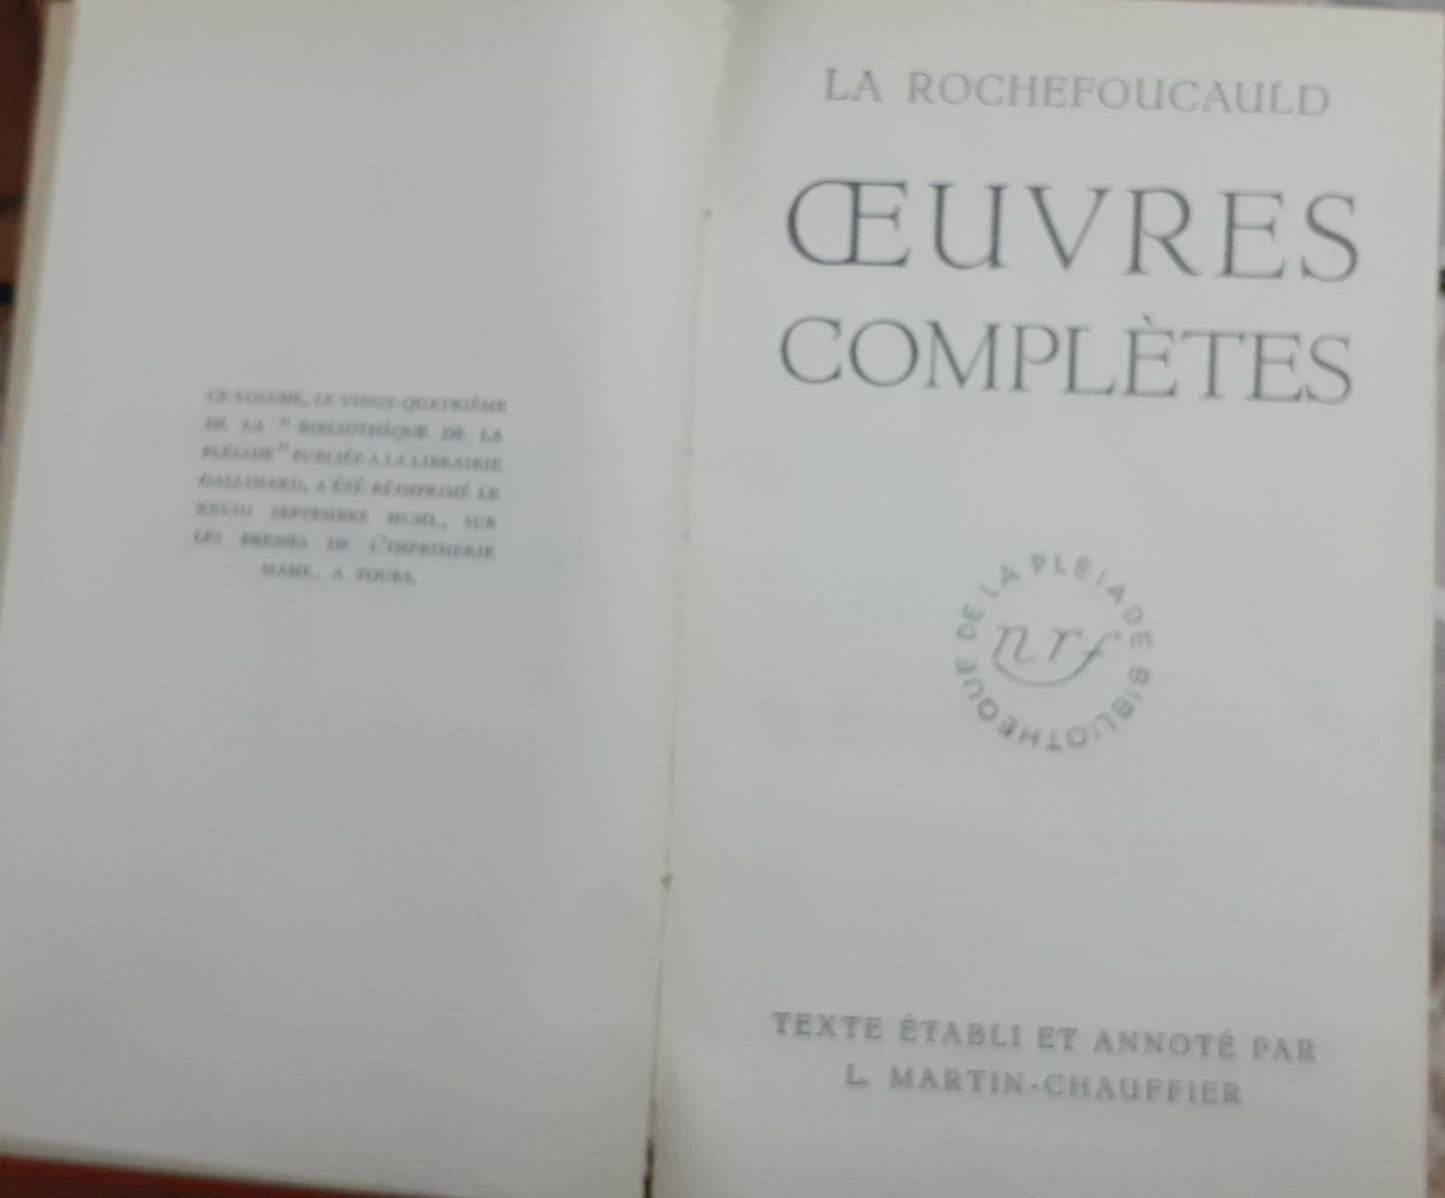 CE VOLUME, LE VINGT-QUATRIÈME
DE LA " BIBLIOTHÈQUE DE LA
PLÉIADE" PUBLIÉE A LA LIBRAIRIE
GALLIMARD, A ÉTÉ RÉIMPRIMÉ LE
XXVIII SEPTEMBRE MCML, SUR
LES PRESSES DE L'IMPRIMERIE
MAME, A TOURS.
LA ROCHEFOUCAULD
ŒUVRES
COMPLÈTES
BIBLIOTHEQUE DE LA PLEIADE
nrf
TEXTE ÉTABLI ET ANNOTÉ PAR
L. MARTIN-CHAUFFIER